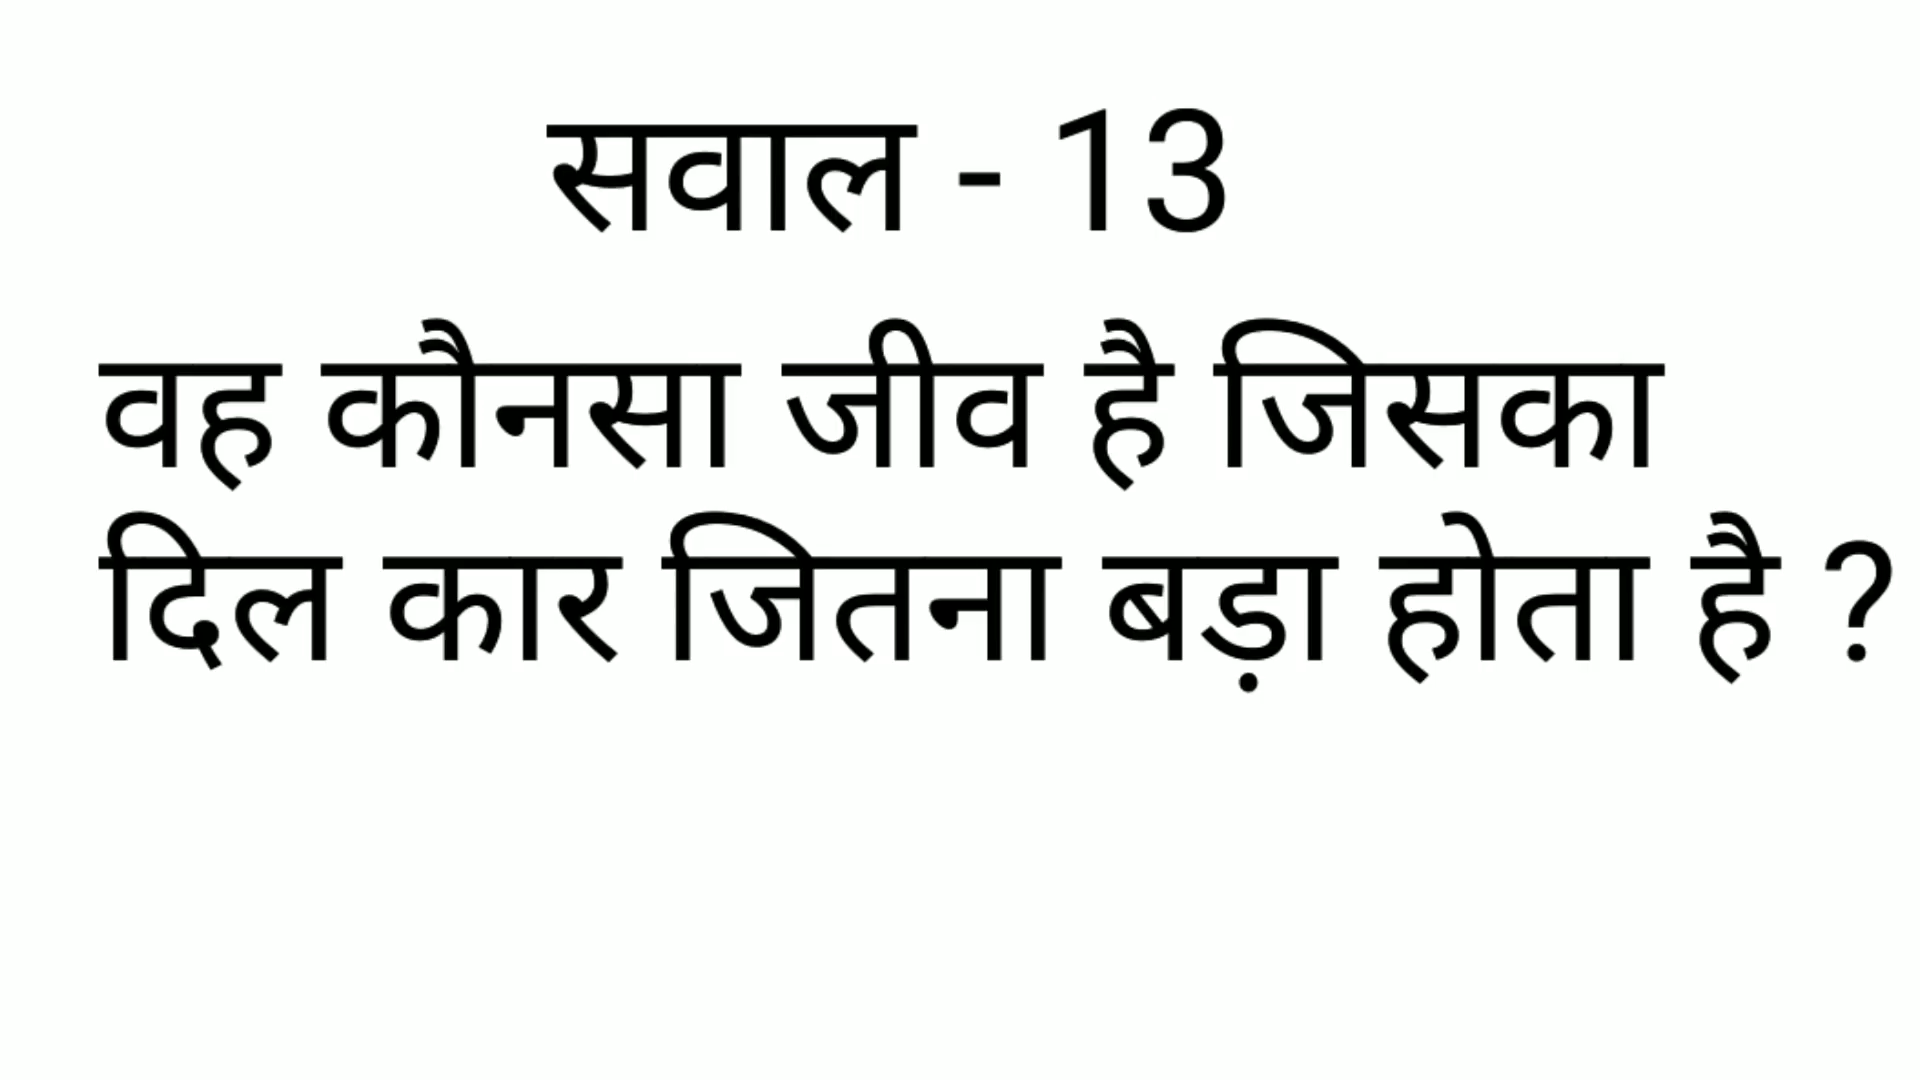 सवाल - 13
वह कौनसा जीव है जिसका
दिल कार जितना बड़ा होता है ?